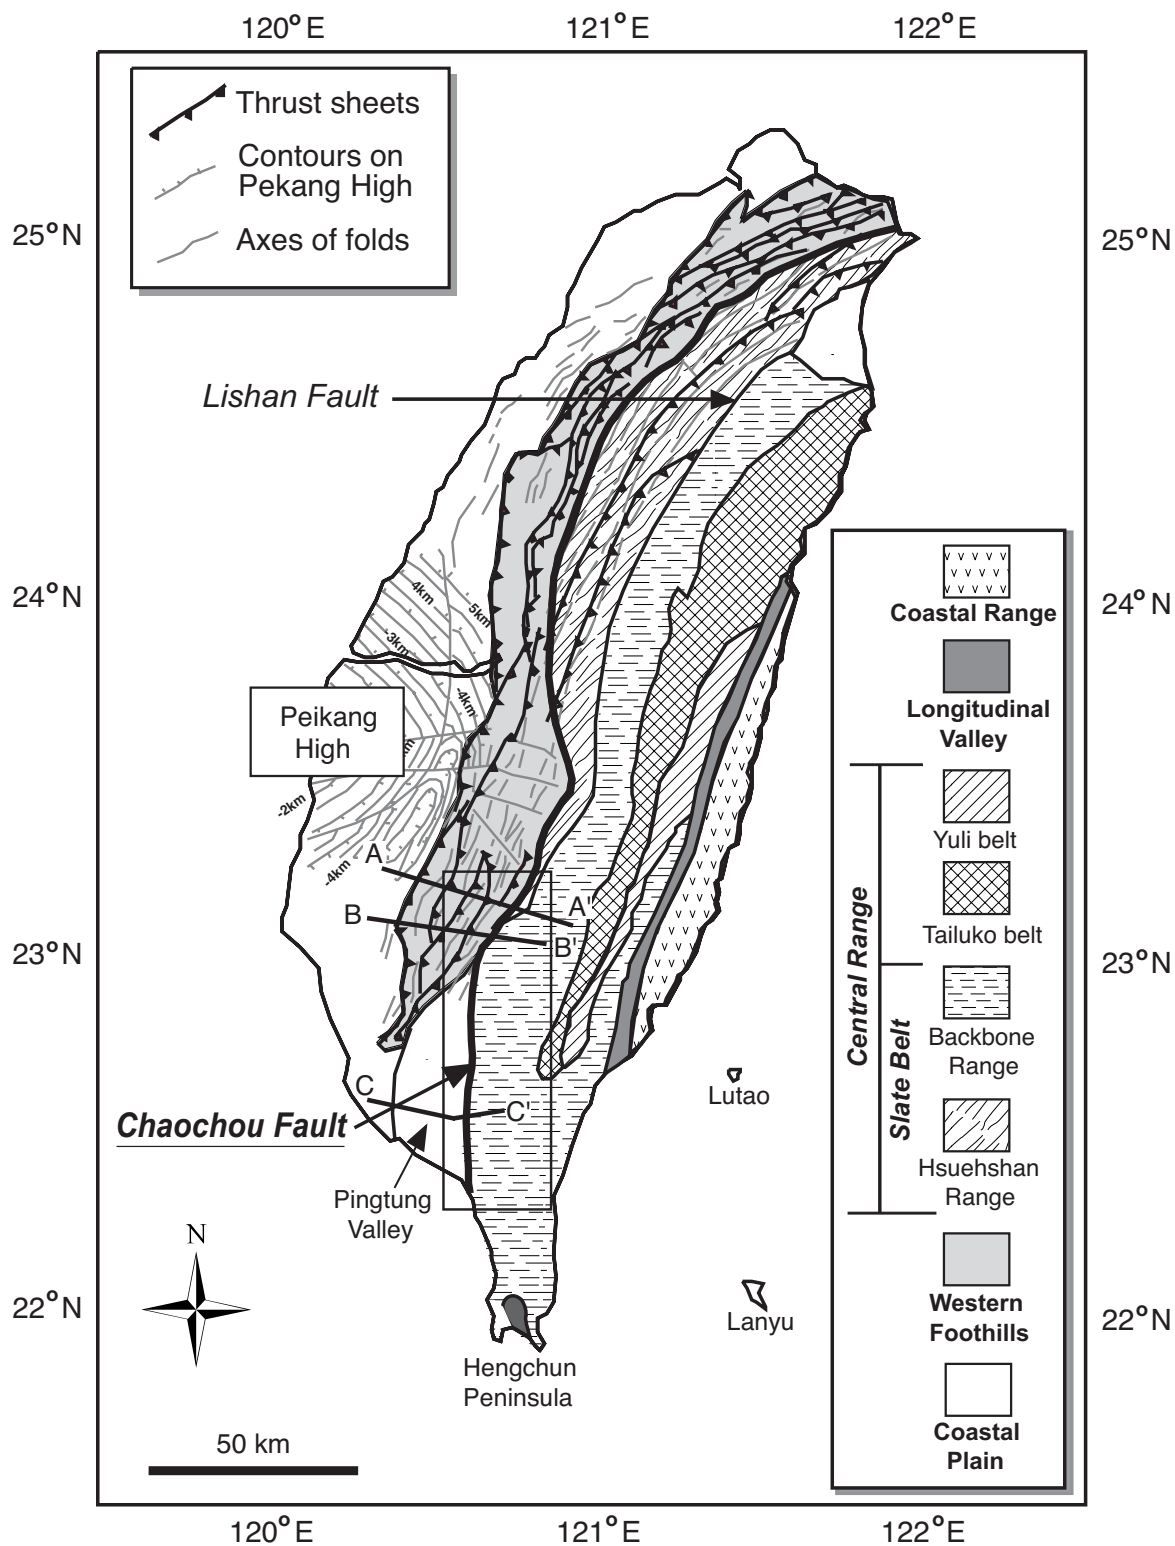 120°E 121°E 122°E
Thrust sheets
Contours on
Pekang High
Axes of folds
25°N 25°N
Lishan Fault
24°N 24°N
4km
5km
-3km
-4km
Peikang
High
km
-2km
-4km
A
A'
B
B'
23°N 23°N
C
C'
Chaochou Fault
Pingtung
Valley
Lutao
N
22°N 22°N
Lanyu
Hengchun
Peninsula
50 km
Coastal Range
Longitudinal
Valley
Central Range
Yuli belt
Tailuko belt
Slate Belt
Backbone
Range
Hsuehshan
Range
Western
Foothills
Coastal
Plain
120°E 121°E 122°E